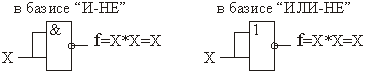 в базисе “И-НЕ”
в базисе “ИЛИ-НЕ”
&
f=X*X=X
X
1
f=X*X=X
X